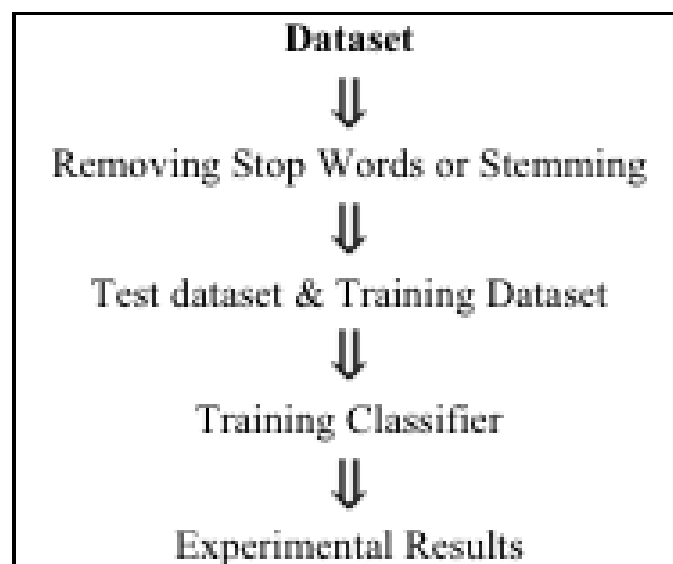 Dataset
Removing Stop Words or Stemming
Test dataset & Training Dataset
Training Classifier
Experimental Results